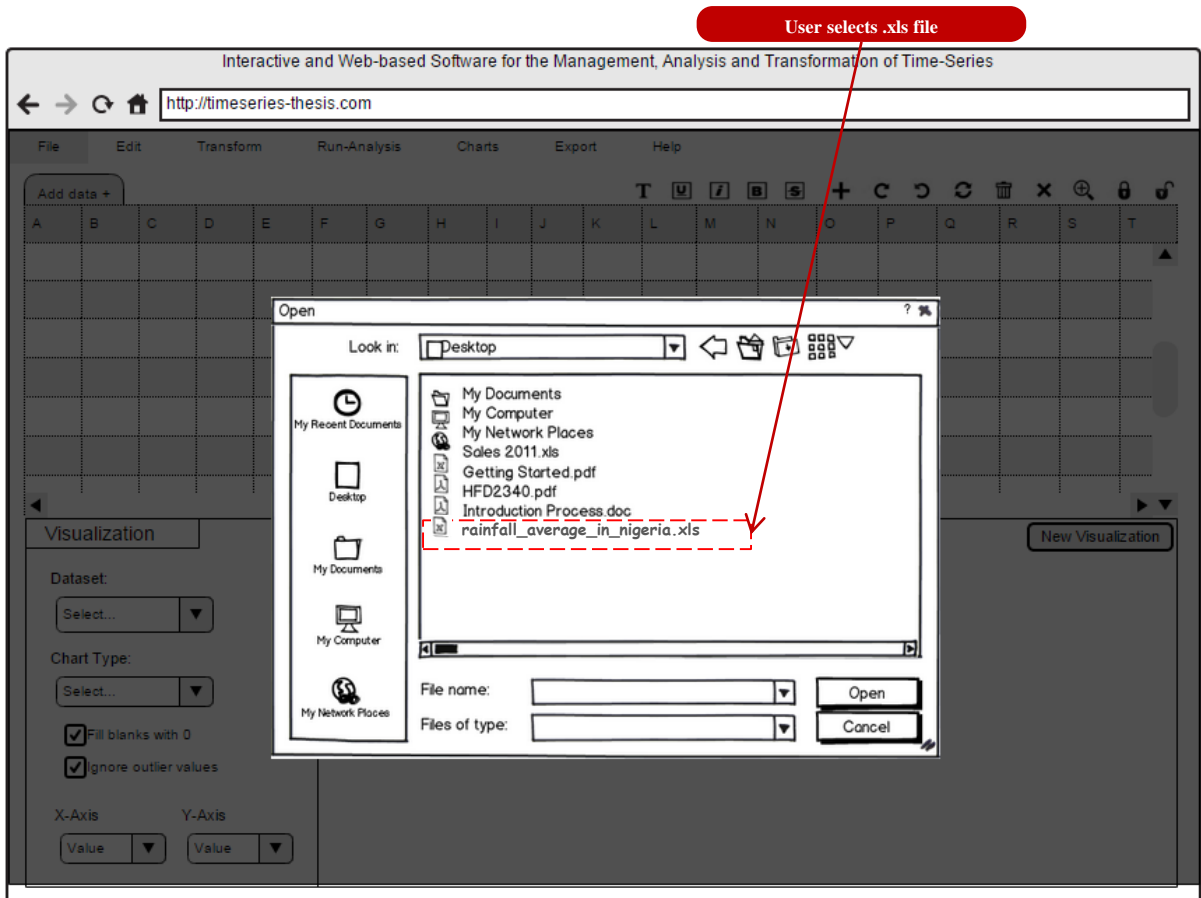 User selects .xls file
Interactive and Web-based Software for the Management, Analysis and Transformation of Time-Series
http://timeseries-thesis.com
File Edit Transform Run-Analysis Charts Export Help
Add data +
T U i B S
A B C D E F G H I J K L M N O P Q R S T
Open ?
Look in: Desktop
My Recent Documents
Desktop
My Documents
My Computer
My Network Places
My Documents
My Computer
My Network Places
Sales 2011.xls
Getting Started.pdf
HFD2340.pdf
Introduction Process.doc
rainfall_average_in_nigeria.xls
File name:
Open
Files of type:
Cancel
Visualization
New Visualization
Dataset:
Select...
Chart Type:
Select...
Fill blanks with 0
Ignore outlier values
X-Axis Y-Axis
Value Value